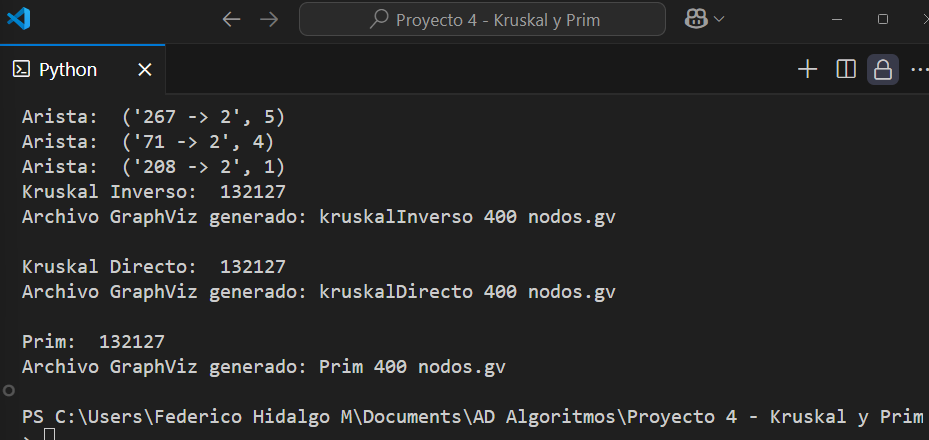 Proyecto 4 - Kruskal y Prim
Python
Arista:  ('267 -> 2', 5)
Arista:  ('71 -> 2', 4)
Arista:  ('208 -> 2', 1)
Kruskal Inverso:  132127
Archivo GraphViz generado: kruskalInverso 400 nodos.gv
Kruskal Directo:  132127
Archivo GraphViz generado: kruskalDirecto 400 nodos.gv
Prim:  132127
Archivo GraphViz generado: Prim 400 nodos.gv
PS C:\Users\Federico Hidalgo M\Documents\AD Algoritmos\Proyecto 4 - Kruskal y Prim